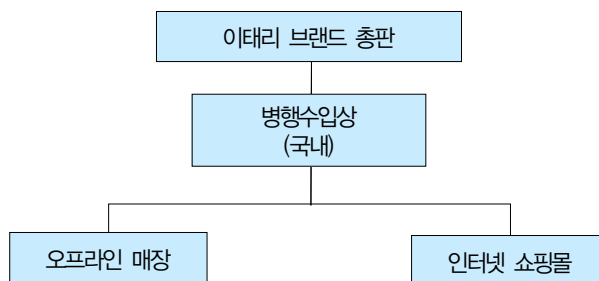 이태리 브랜드 총판
병행수입상
(국내)
오프라인 매장
인터넷 쇼핑몰